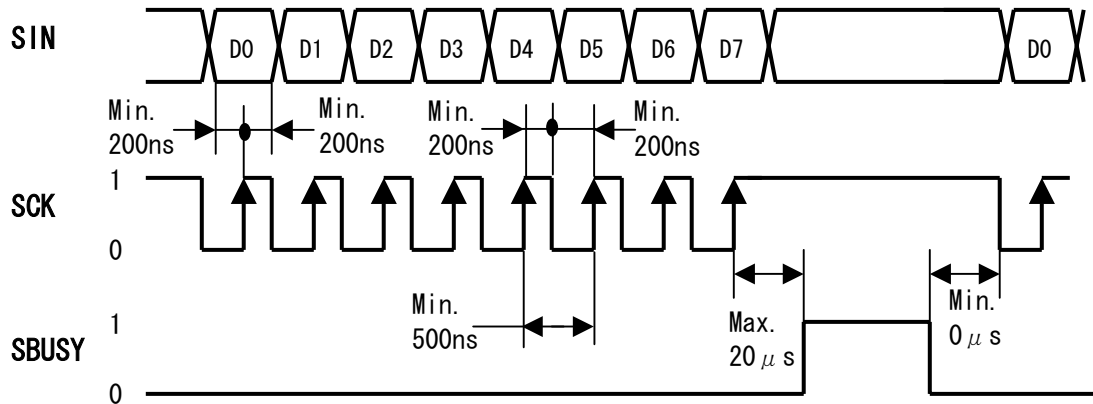 SIN
D0 D1 D2 D3 D4 D5 D6 D7 D0
Min. Min. Min. Min.
200ns 200ns 200ns 200ns
1
SCK
0
Min.
500ns
Max.
20μs
Min.
0μs
1
SBUSY
0